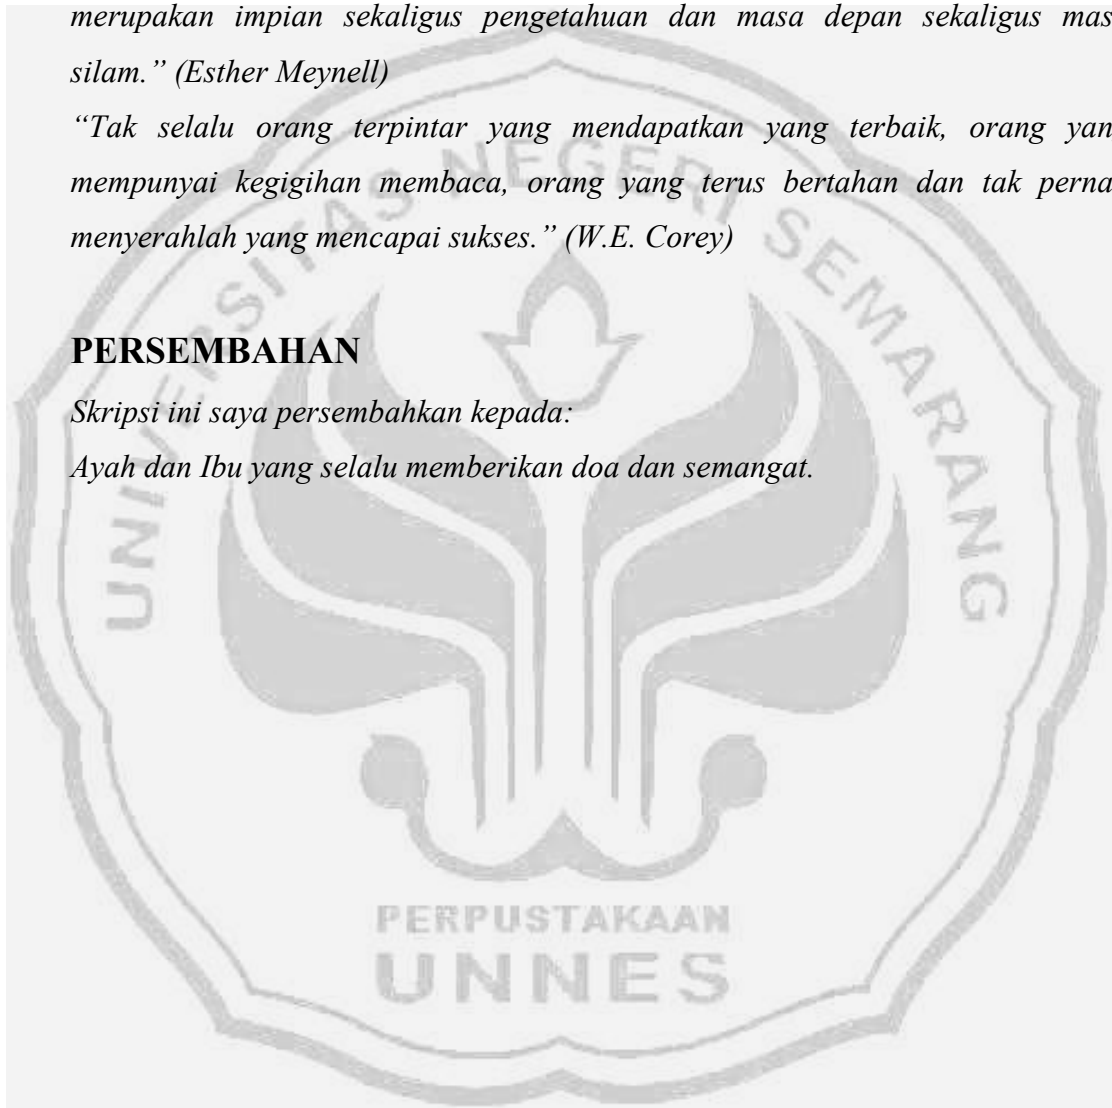 merupakan impian sekaligus pengetahuan dan masa depan sekaligus mas
silam.” (Esther Meynell)
“Tak selalu orang terpintar yang mendapatkan yang terbaik, orang yan
mempunyai kegigihan membaca, orang yang terus bertahan dan tak perna
menyerahlah yang mencapai sukses.” (W.E. Corey)
PERSEMBAHAN
Skripsi ini saya persembahkan kepada:
Ayah dan Ibu yang selalu memberikan doa dan semangat.
UNIVERSITAS NEGERI SEMARANG
PERPUSTAKAAN
UNNES